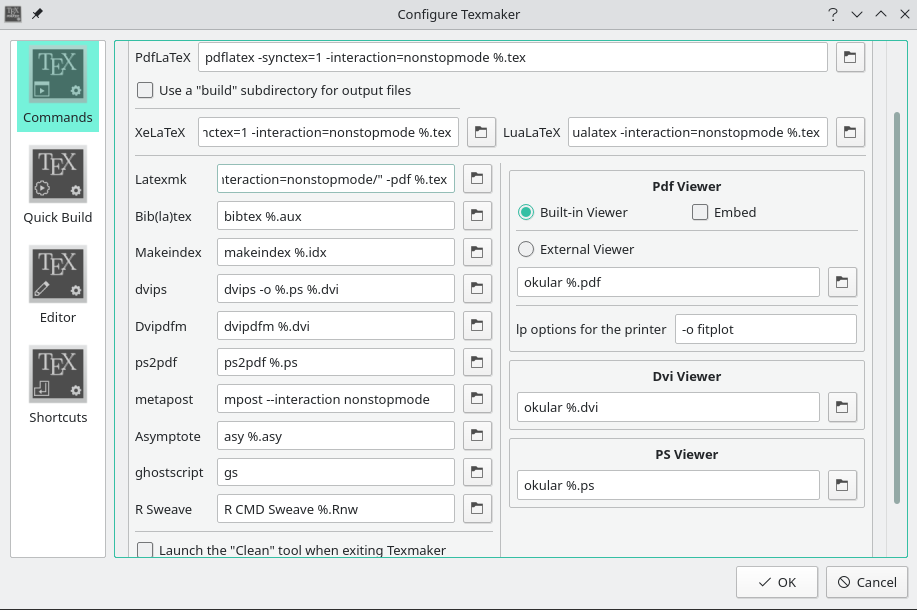 Configure Texmaker
TEX
Commands
TEX
Quick Build
TEX
Editor
TEX
Shortcuts
PdfLaTeX pdflatex -synctex=1 -interaction=nonstopmode %.tex
Use a "build" subdirectory for output files
XeLaTeX nctex=1 -interaction=nonstopmode %.tex LuaLaTeX ualatex -interaction=nonstopmode %.tex
Latexmk nteraction=nonstopmode/" -pdf %.tex
Bib(la)tex bibtex %.aux
Makeindex makeindex %.idx
dvips dvips -o %.ps %.dvi
Dvipdfm dvipdfm %.dvi
ps2pdf ps2pdf %.ps
metapost mpost --interaction nonstopmode
Asymptote asy %.asy
ghostscript gs
R Sweave R CMD Sweave %.Rnw
Launch the "Clean" tool when exiting Texmaker
Pdf Viewer
Built-in Viewer Embed
External Viewer
okular %.pdf
lp options for the printer -o fitplot
Dvi Viewer
okular %.dvi
PS Viewer
okular %.ps
OK Cancel